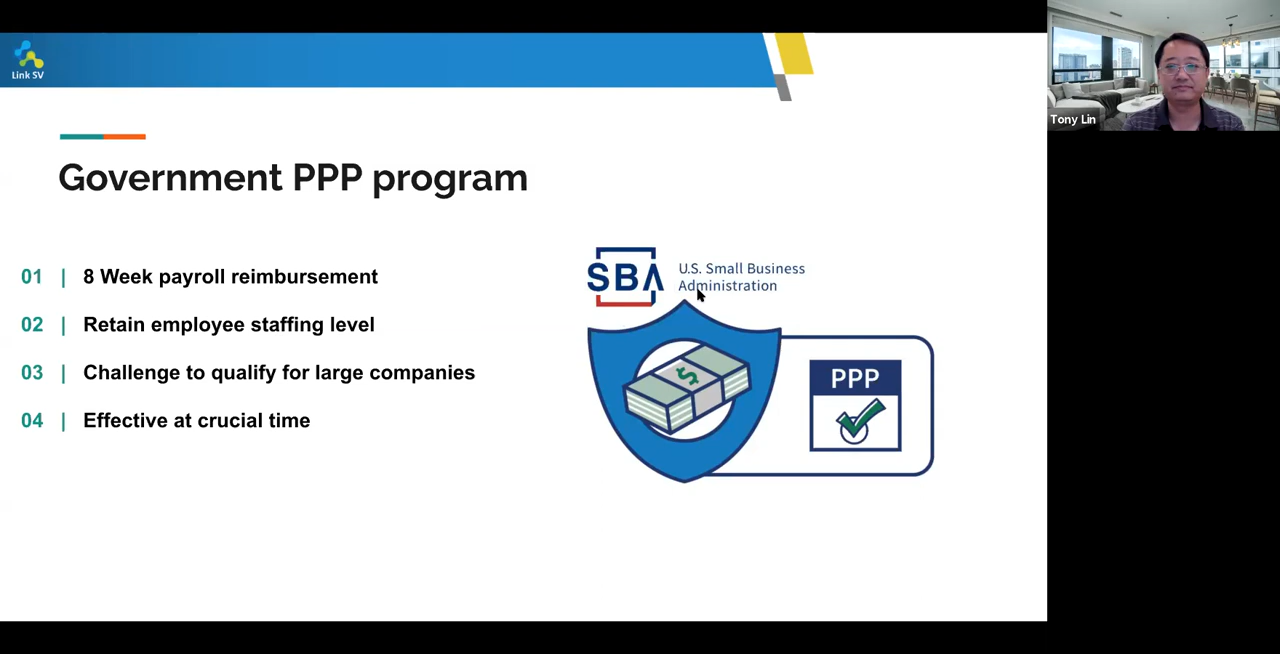 Link SV
Tony Lin
Government PPP program
01 | 8 Week payroll reimbursement
02 | Retain employee staffing level
03 | Challenge to qualify for large companies
04 | Effective at crucial time
SBA
U.S. Small Business
Administration
$
PPP